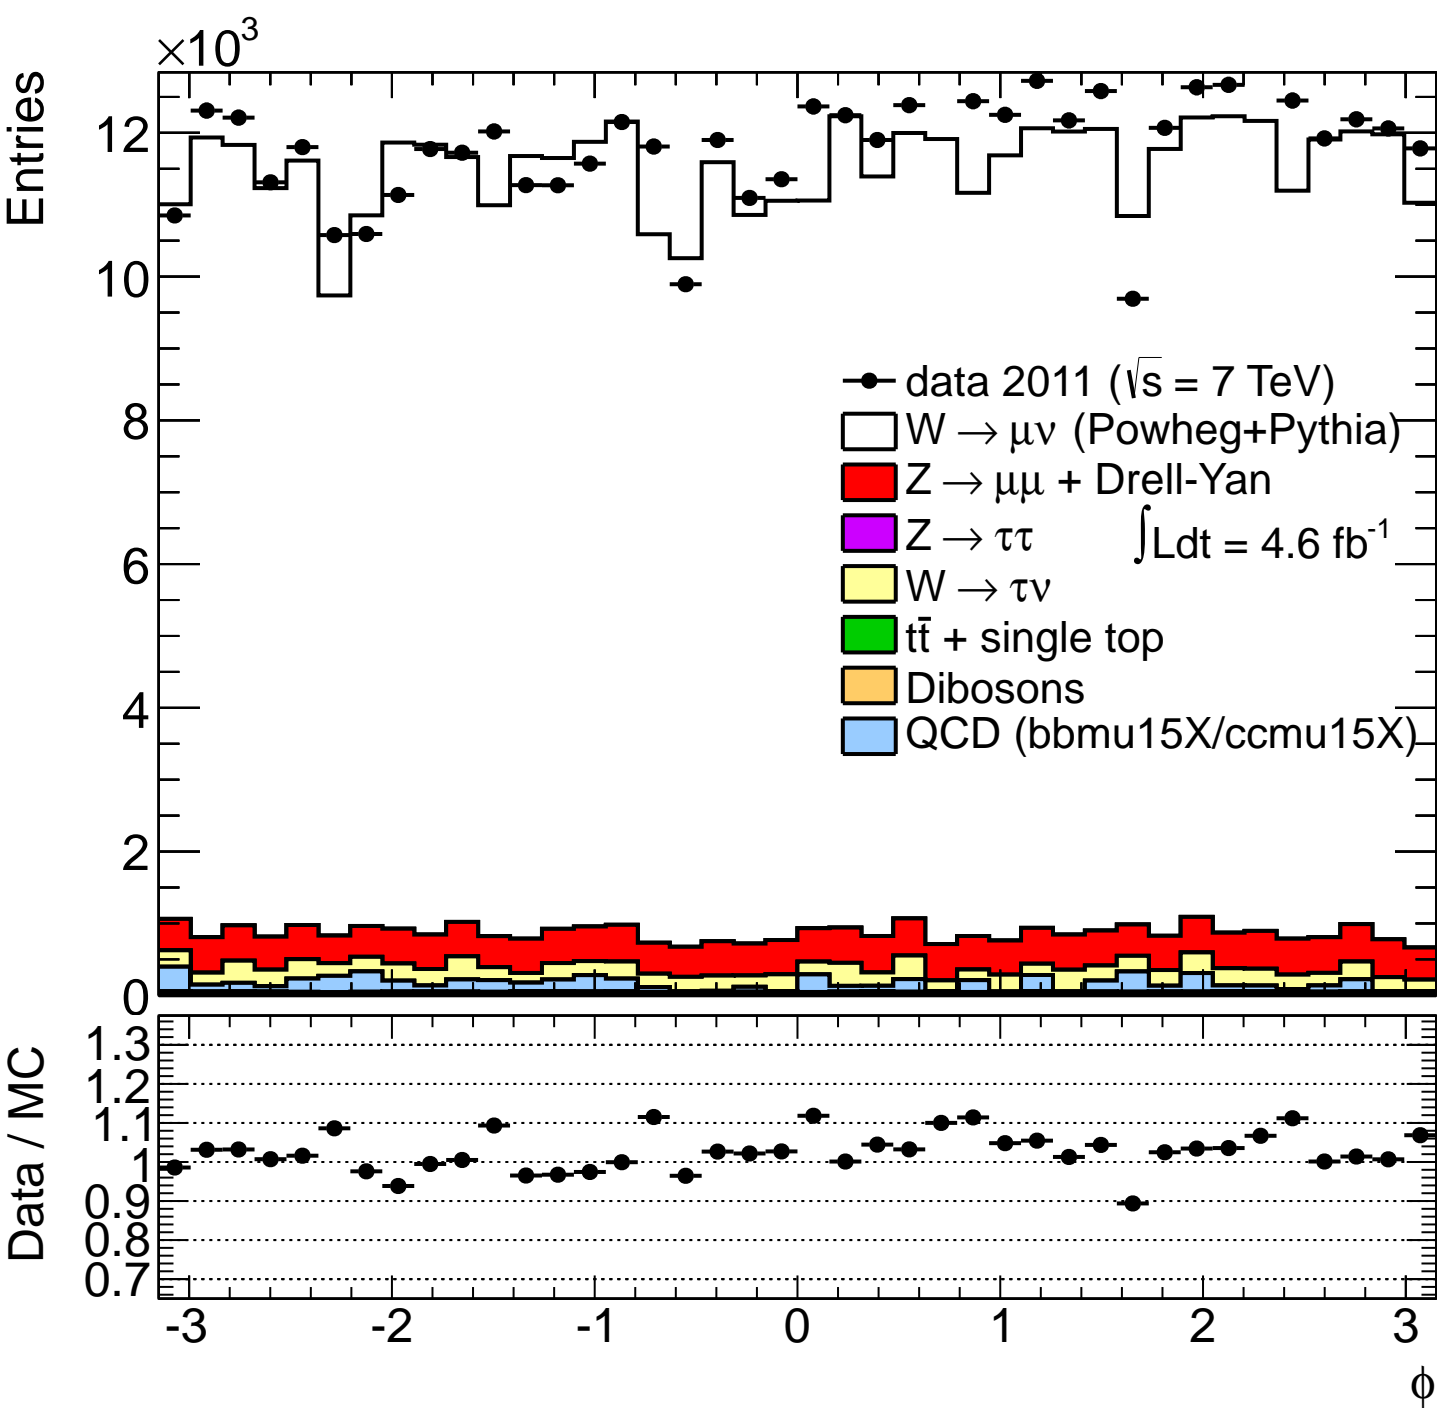 ×10³
Entries
12
10
8
6
4
2
0
data 2011 (√s = 7 TeV)
W → μν (Powheg+Pythia)
Z → μμ + Drell-Yan
Z → ττ
∫Ldt = 4.6 fb⁻¹
W → τν
tt̄ + single top
Dibosons
QCD (bbmu15X/ccmu15X)
Data / MC
1.3
1.2
1.1
1
0.9
0.8
0.7
-3 -2 -1 0 1 2 3
ϕ